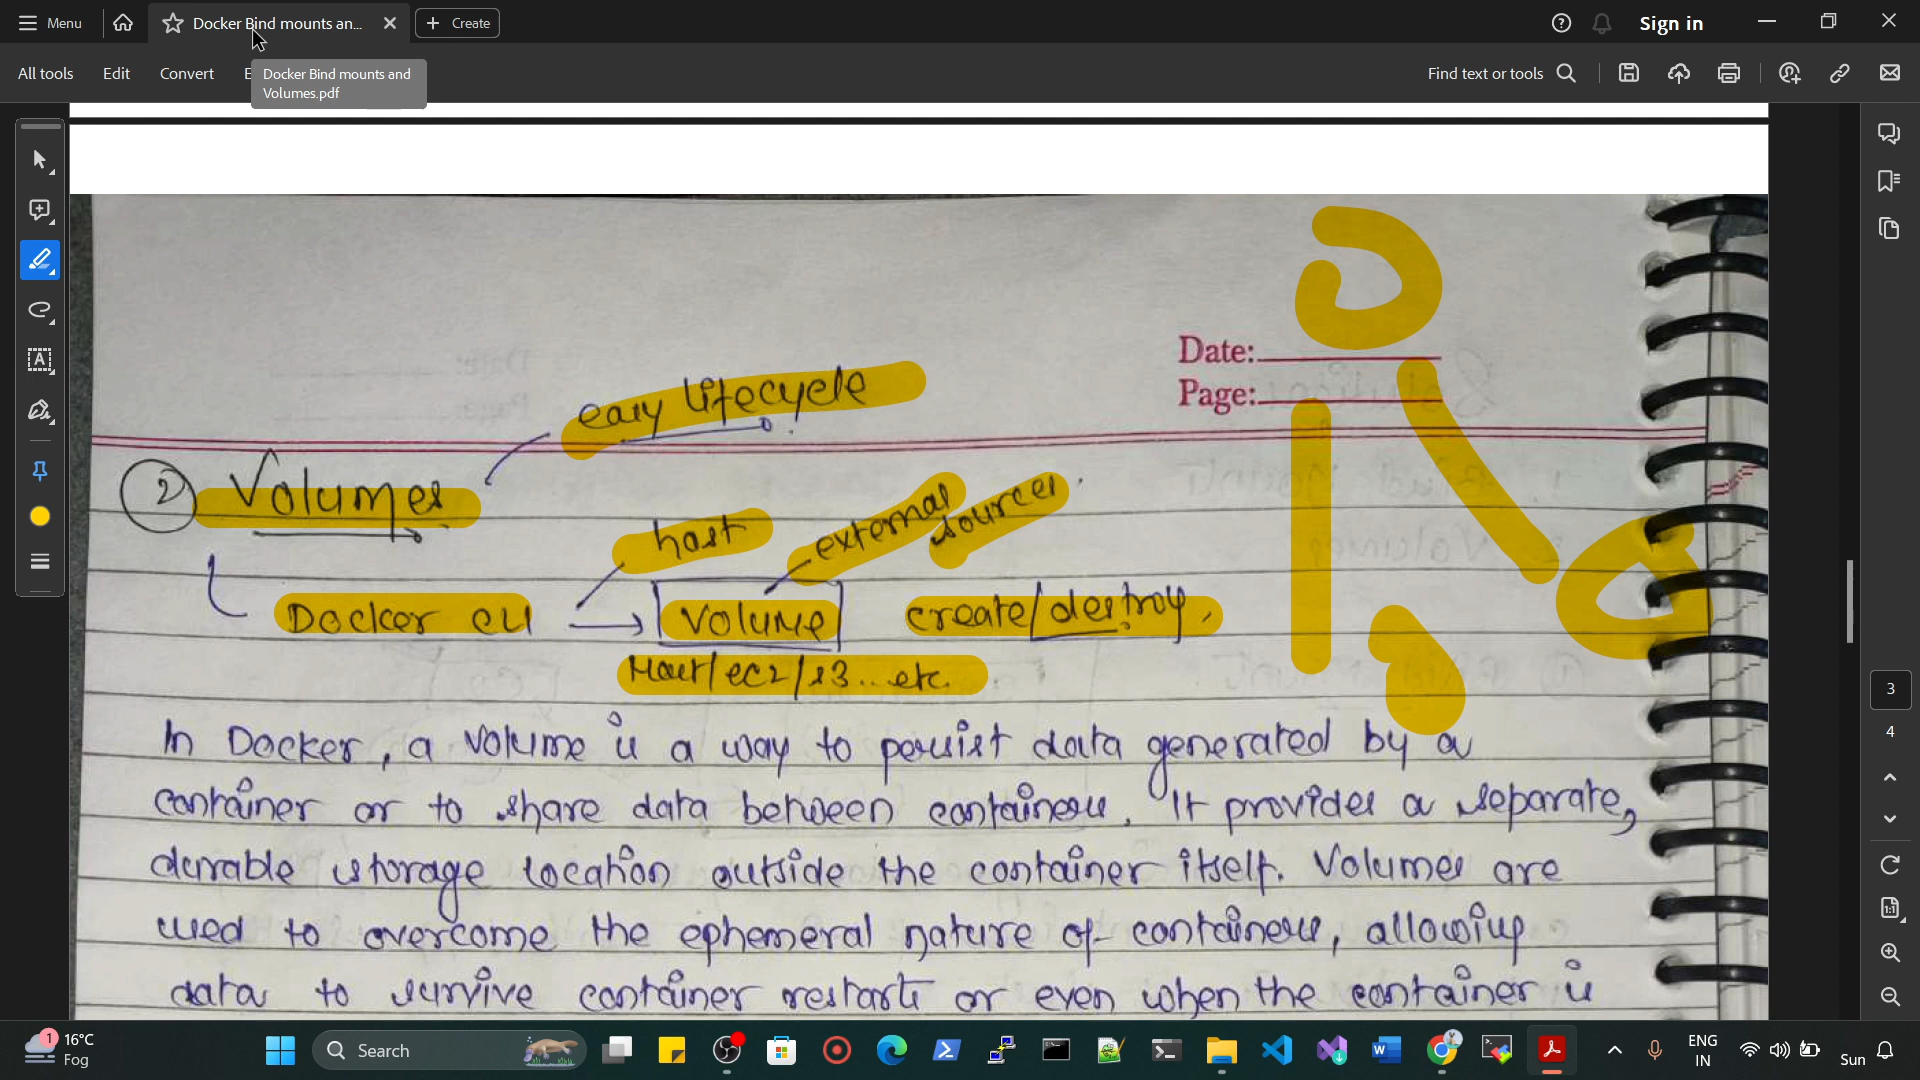 Menu
Docker Bind mounts an...
Create
Sign in
All tools
Edit
Convert
E
Docker Bind mounts and
Volumes.pdf
Find text or tools
Date:
Page:
easy lifecycle
2 Volumes
host
external
sources.
Docker cli → Volume create/destroy,
Host/ec2/s3...etc.
In Docker, a volume is a way to persist data generated by a
container or to share data between containers. It provides a separate,
durable storage location outside the container itself. Volumes are
used to overcome the ephemeral nature of containers, allowing
data to survive container restarts or even when the container is
3
4
1
16°C
Fog
Search
ENG
IN
Sun